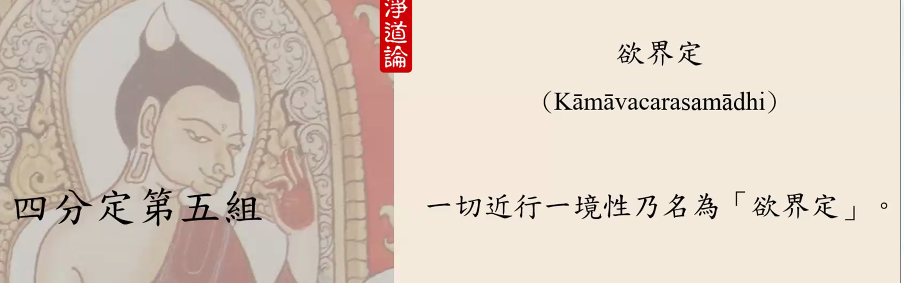 淨道論
四分定第五組
欲界定
（Kāmāvacarasamādhi）
一切近行一境性乃名為「欲界定」。